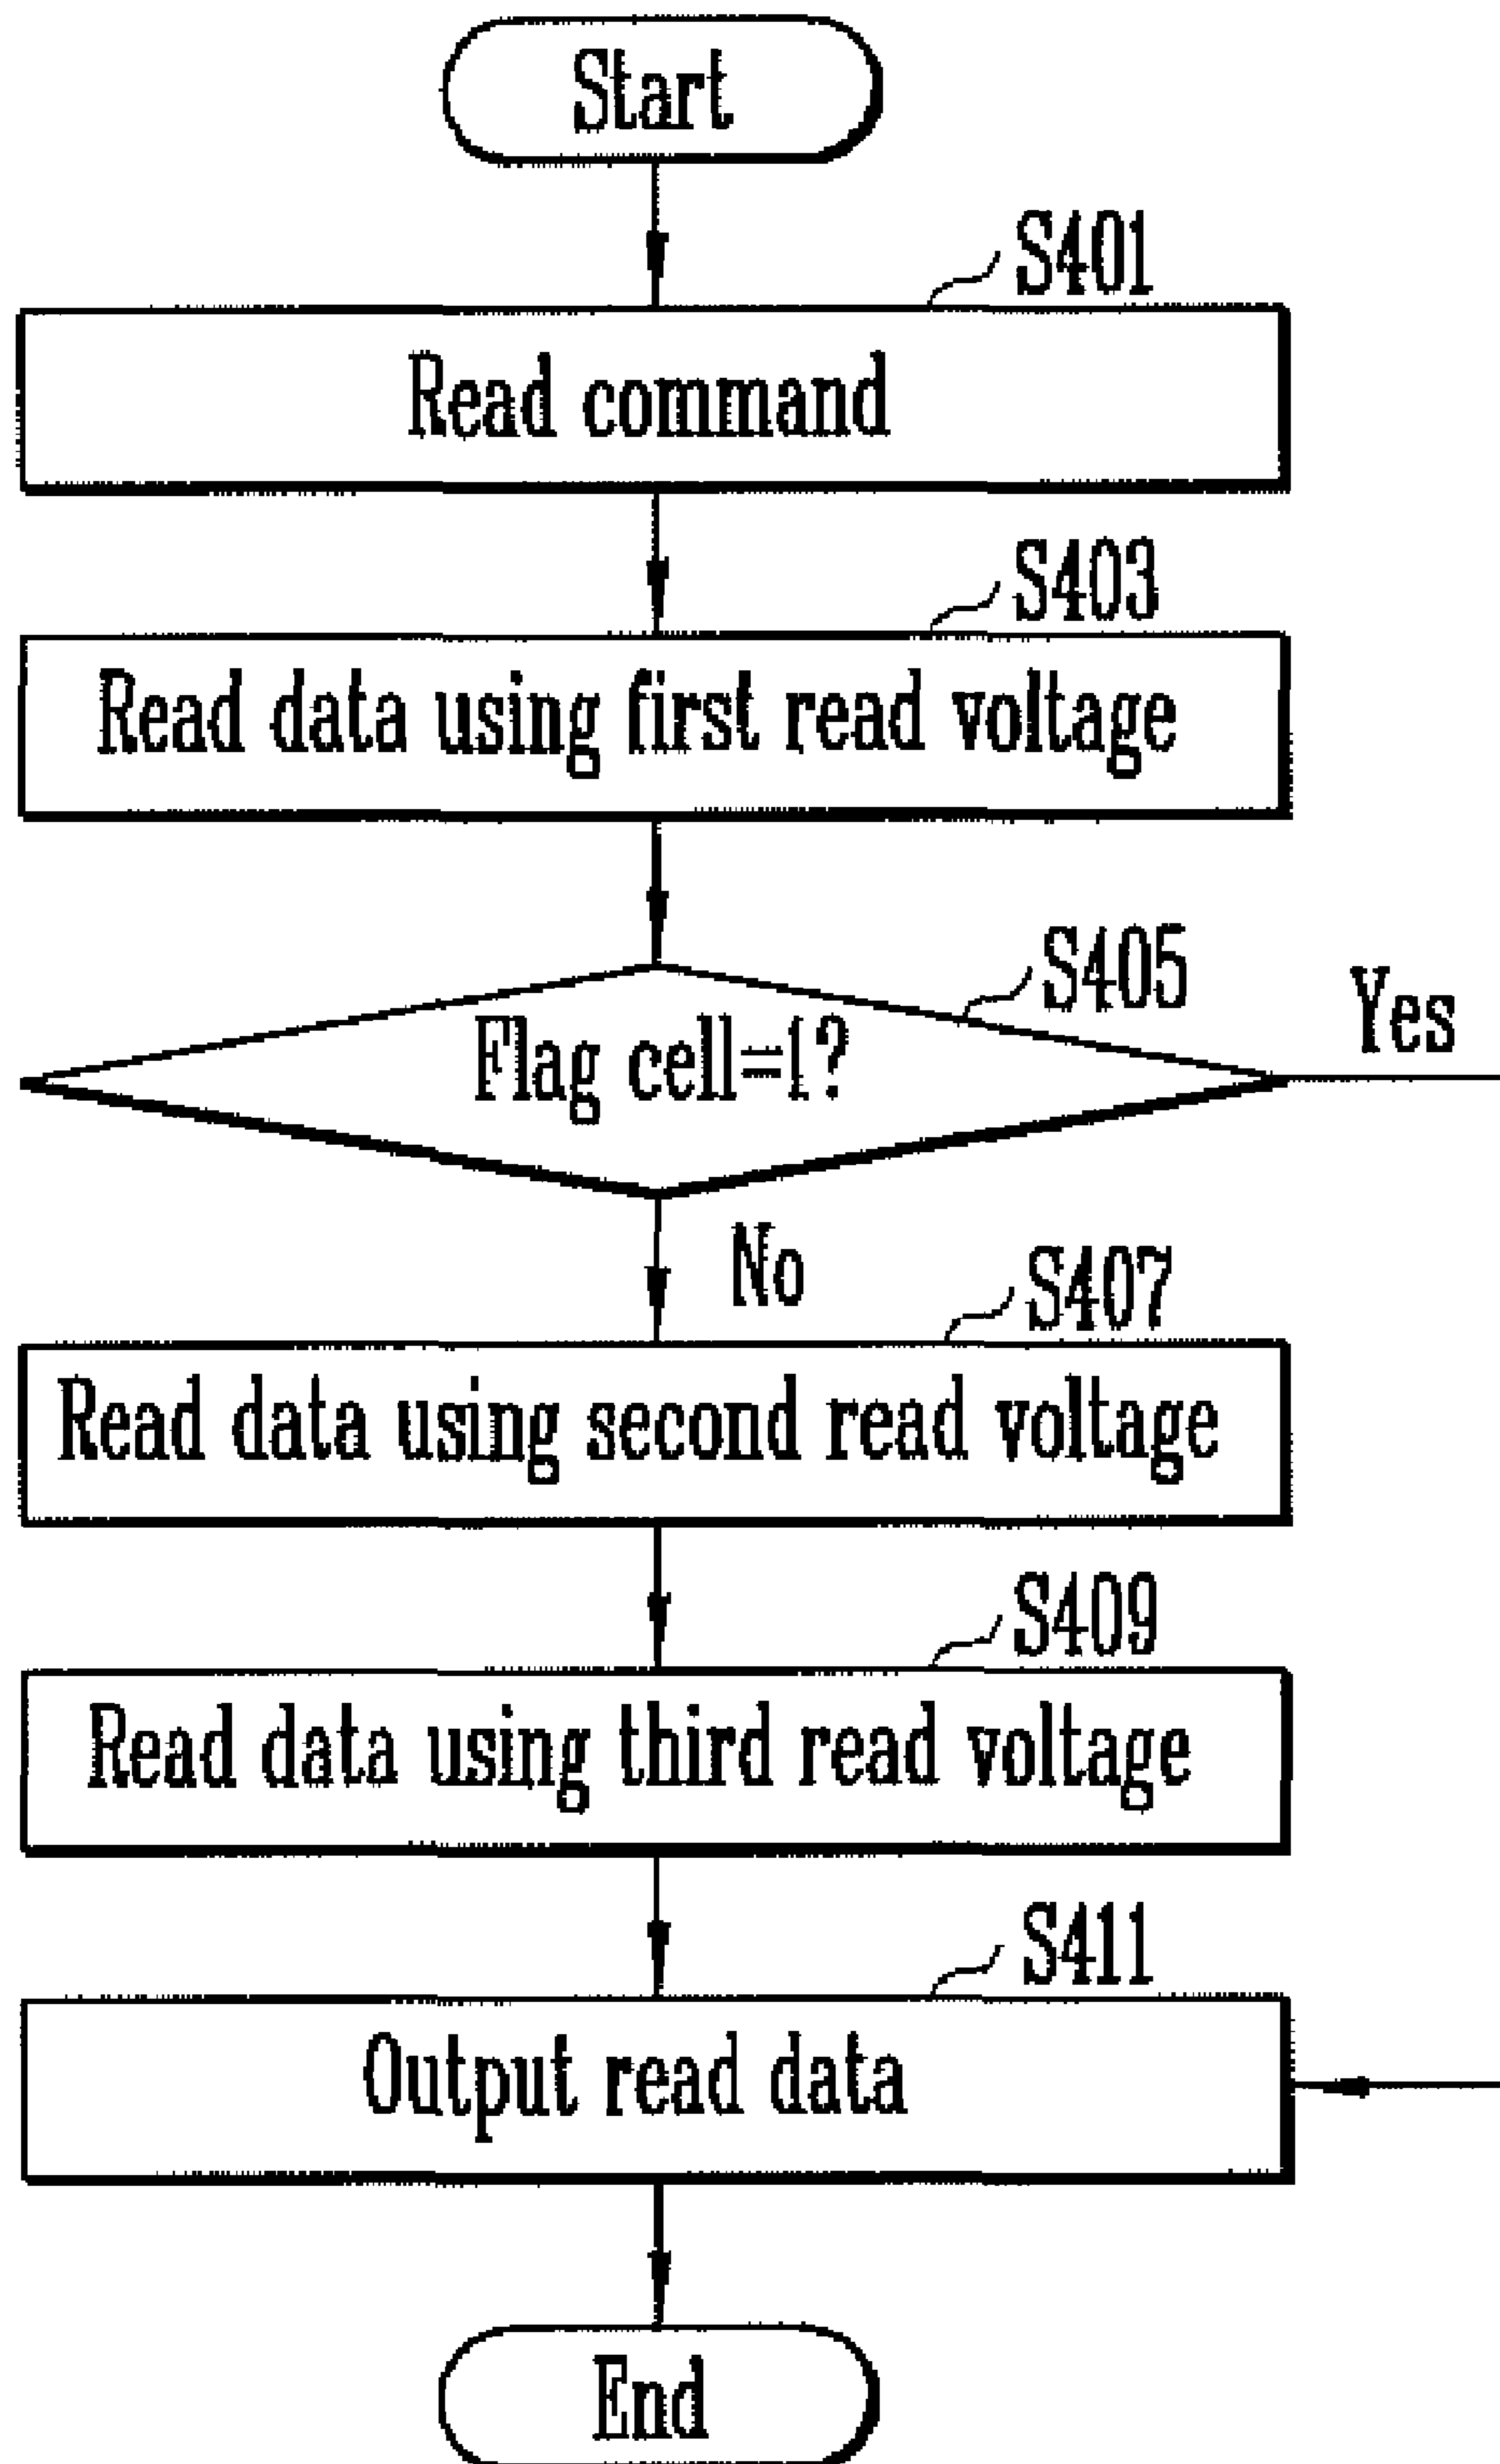 Start
S401
Read command
S403
Read data using first read voltage
S405
Flag cell=1?
Yes
No
S407
Read data using second read voltage
S409
Read data using third read voltage
S411
Output read data
End